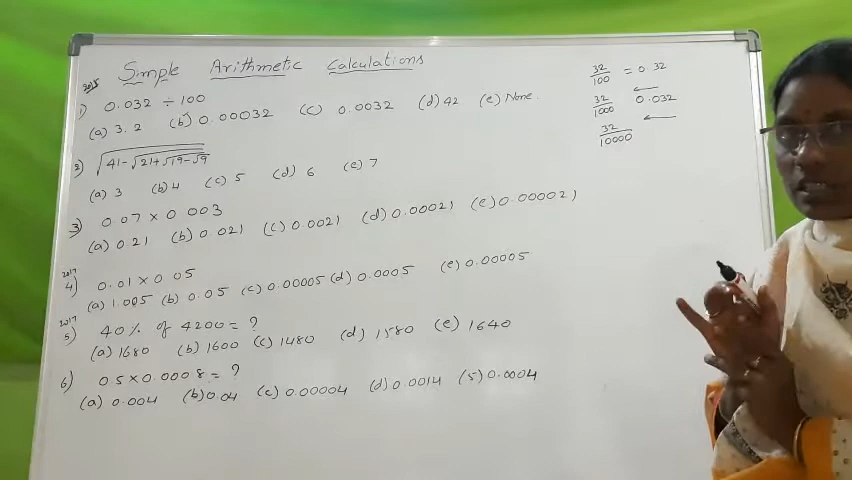 Simple Arithmetic Calculations
2015
1) 0.032 ÷ 100
(a) 3.2 (b) 0.00032 (c) 0.0032 (d) 42 (e) None.
2) √41-√21+√19-√9
(a) 3 (b) 4 (c) 5 (d) 6 (e) 7
3) 0.07 × 0.003
(a) 0.21 (b) 0.021 (c) 0.0021 (d) 0.00021 (e) 0.000021
2017
4) 0.01 × 0.05
(a) 1.005 (b) 0.05 (c) 0.00005 (d) 0.0005 (e) 0.00005
2017
5) 40% of 4200 = ?
(a) 1680 (b) 1600 (c) 1480 (d) 1580 (e) 1640
6) 0.5 × 0.0008 = ?
(a) 0.004 (b) 0.04 (c) 0.00004 (d) 0.0014 (5) 0.0004
32/100 = 0.32
32/1000 0.032
32/10000